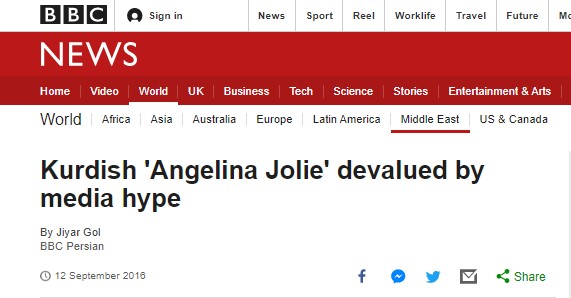 BBC Sign in News Sport Reel Worklife Travel Future
NEWS
Home Video World UK Business Tech Science Stories Entertainment & Arts
World Africa Asia Australia Europe Latin America Middle East US & Canada
Kurdish 'Angelina Jolie' devalued by
media hype
By Jiyar Gol
BBC Persian
12 September 2016 Share